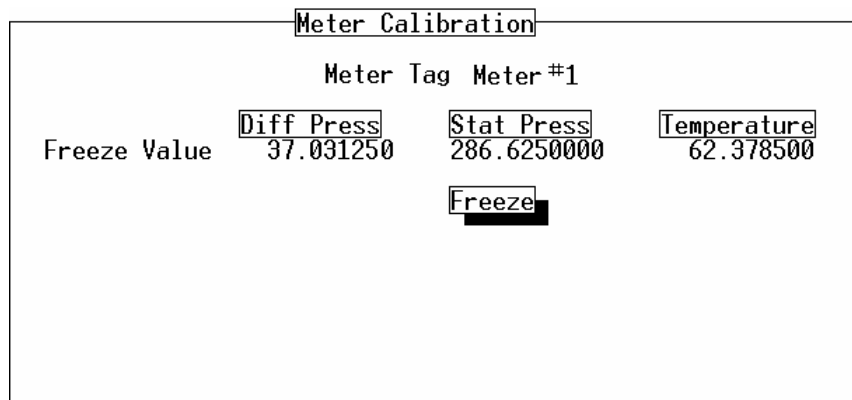 Meter Calibration
Meter Tag Meter #1
Diff Press Stat Press Temperature
Freeze Value 37.031250 286.6250000 62.378500
Freeze